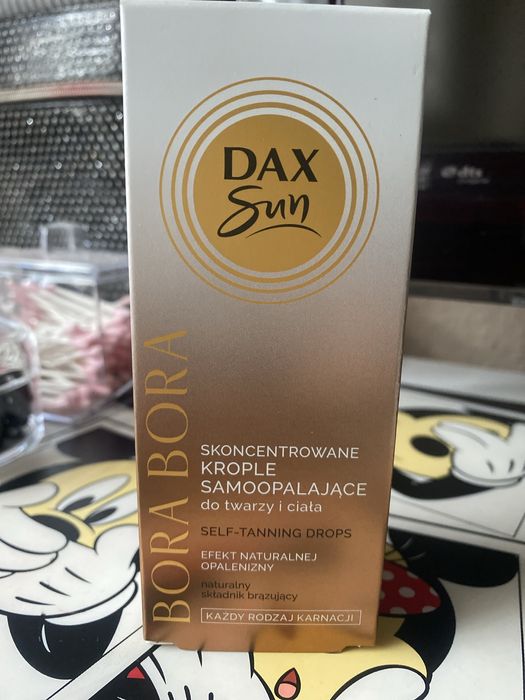 dts
DAX
Sun
BORA BORA
SKONCENTROWANE
KROPLE
SAMOOPALAJĄCE
do twarzy i ciała
SELF-TANNING DROPS
EFEKT NATURALNEJ
OPALENIZNY
naturalny
składnik brązujący
KAŻDY RODZAJ KARNACJI